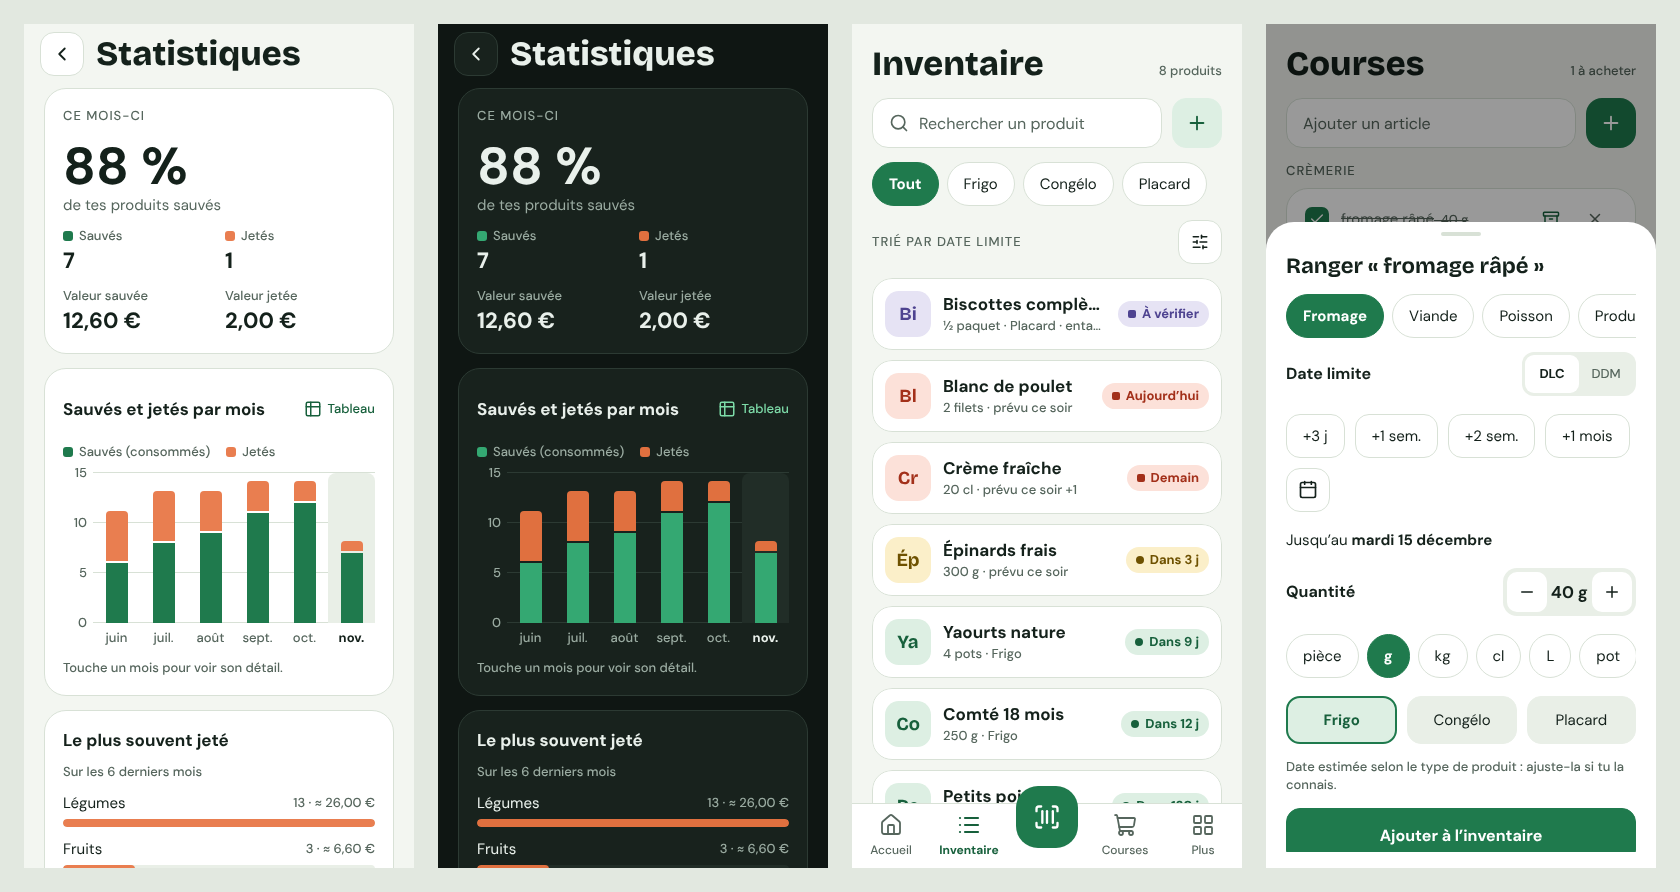 Statistiques
CE MOIS-CI
88 %
de tes produits sauvés
Sauvés
Jetés
7
1
Valeur sauvée
Valeur jetée
12,60 €
2,00 €
Sauvés et jetés par mois
Tableau
Sauvés (consommés)
Jetés
15
10
5
0
juin
juil.
août
sept.
oct.
nov.
Touche un mois pour voir son détail.
Le plus souvent jeté
Sur les 6 derniers mois
Légumes
13 · ≈ 26,00 €
Fruits
3 · ≈ 6,60 €
Statistiques
CE MOIS-CI
88 %
de tes produits sauvés
Sauvés
Jetés
7
1
Valeur sauvée
Valeur jetée
12,60 €
2,00 €
Sauvés et jetés par mois
Tableau
Sauvés (consommés)
Jetés
15
10
5
0
juin
juil.
août
sept.
oct.
nov.
Touche un mois pour voir son détail.
Le plus souvent jeté
Sur les 6 derniers mois
Légumes
13 · ≈ 26,00 €
Fruits
3 · ≈ 6,60 €
Inventaire
8 produits
Rechercher un produit
Tout
Frigo
Congélo
Placard
TRIÉ PAR DATE LIMITE
Bi
Biscottes complè…
½ paquet · Placard · enta…
À vérifier
Bl
Blanc de poulet
2 filets · prévu ce soir
Aujourd’hui
Cr
Crème fraîche
20 cl · prévu ce soir +1
Demain
Ép
Épinards frais
300 g · prévu ce soir
Dans 3 j
Ya
Yaourts nature
4 pots · Frigo
Dans 9 j
Co
Comté 18 mois
250 g · Frigo
Dans 12 j
Petits poi
Accueil
Inventaire
Courses
Plus
Courses
1 à acheter
Ajouter un article
CRÈMERIE
fromage râpé 40 g
Ranger « fromage râpé »
Fromage
Viande
Poisson
Produ
Date limite
DLC
DDM
+3 j
+1 sem.
+2 sem.
+1 mois
Jusqu’au mardi 15 décembre
Quantité
40 g
pièce
g
kg
cl
L
pot
Frigo
Congélo
Placard
Date estimée selon le type de produit : ajuste-la si tu la
connais.
Ajouter à l’inventaire